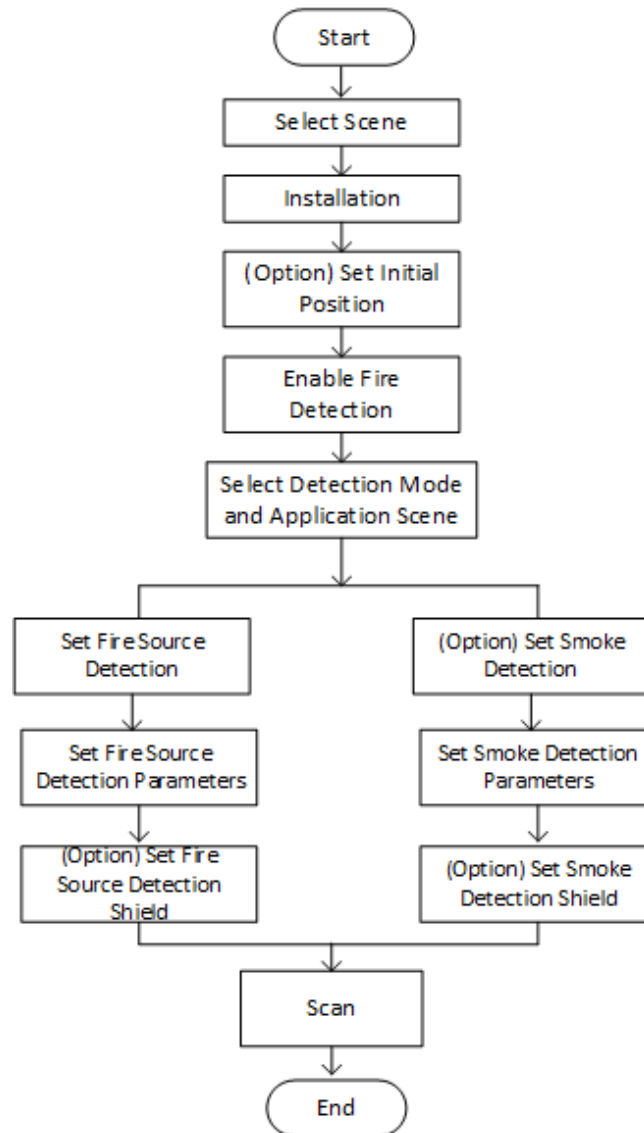 Start
Select Scene
Installation
(Option) Set Initial
Position
Enable Fire
Detection
Select Detection Mode
and Application Scene
Set Fire Source
Detection
(Option) Set Smoke
Detection
Set Fire Source
Detection Parameters
Set Smoke Detection
Parameters
(Option) Set Fire
Source Detection
Shield
(Option) Set Smoke
Detection Shield
Scan
End